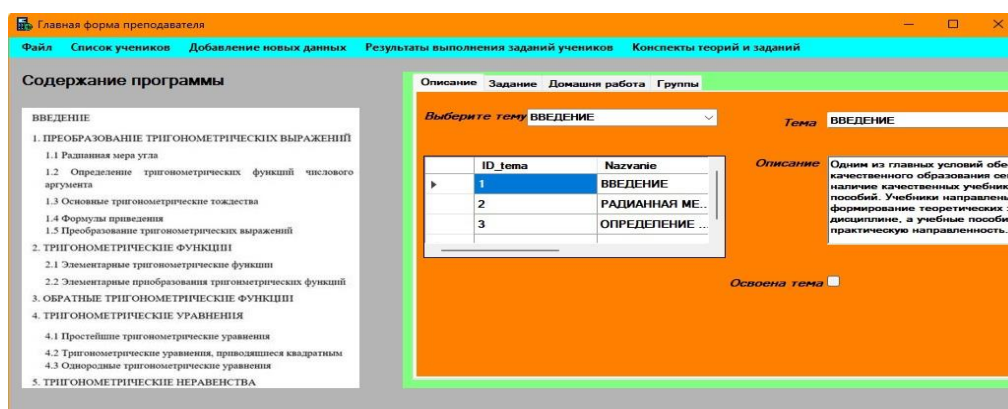 Главная форма преподавателя
Файл Список учеников Добавление новых данных Результаты выполнения заданий учеников Конспекты теорий и заданий
Содержание программы
ВВЕДЕНИЕ
1. ПРЕОБРАЗОВАНИЕ ТРИГОНОМЕТРИЧЕСКИХ ВЫРАЖЕНИЙ
1.1 Радианная мера угла
1.2 Определение тригонометрических функций числового
аргумента
1.3 Основные тригонометрические тождества
1.4 Формулы приведения
1.5 Преобразование тригонометрических выражений
2. ТРИГОНОМЕТРИЧЕСКИЕ ФУНКЦИИ
2.1 Элементарные тригонометрические функции
2.2 Элементарные приобразования тригонометрических функций
3. ОБРАТНЫЕ ТРИГОНОМЕТРИЧЕСКИЕ ФУНКЦИИ
4. ТРИГОНОМЕТРИЧЕСКИЕ УРАВНЕНИЯ
4.1 Простейшие тригонометрические уравнения
4.2 Тригонометрические уравнения, приводящиеся квадратным
4.3 Однородные тригонометрические уравнения
5. ТРИГОНОМЕТРИЧЕСКИЕ НЕРАВЕНСТВА
Описание Задание Домашня работа Группы
Выберите тему ВВЕДЕНИЕ
ID_tema Nazvanie
1 ВВЕДЕНИЕ
2 РАДИАННАЯ МЕ...
3 ОПРЕДЕЛЕНИЕ ...
Тема ВВЕДЕНИЕ
Описание
Одним из главных условий обе
качественного образования се
наличие качественных учебник
пособий. Учебники направлены
формирование теоретических
дисциплине, а учебные пособи
практическую направленность.
Освоена тема